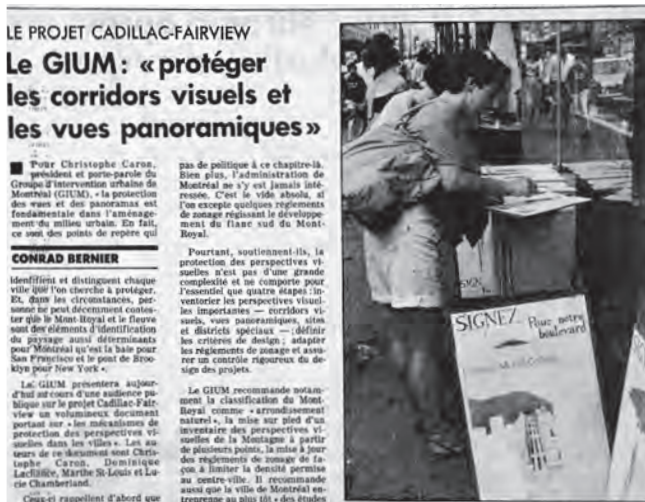 LE PROJET CADILLAC-FAIRVIEW
Le GIUM: «protéger
les corridors visuels et
les vues panoramiques»
■ Pour Christophe Caron,
président et porte-parole du
Groupe d'intervention urbaine de
Montréal (GIUM), «la protection
des vues et des panoramas est
fondamentale dans l'aménage-
ment du milieu urbain. En fait,
ce sont des points de repère qui
CONRAD BERNIER
identifient et distinguent chaque
ville que l'on cherche à protéger.
Et, dans les circonstances, per-
sonne ne peut décemment contes-
ter que le Mont-Royal et le fleuve
sont des éléments d'identification
du paysage aussi déterminants
pour Montréal qu'est la baie pour
San Francisco et le pont de Broo-
klyn pour New York».
Le GIUM présentera aujour-
d'hui au cours d'une audience pu-
blique sur le projet Cadillac-Fair-
view un volumineux document
portant sur «les mécanismes de
protection des perspectives vi-
suelles dans les villes». Les au-
teurs de ce document sont Chris-
tophe Caron, Dominique
Lachance, Marthe St-Louis et Lu-
cie Chamberland.
Ceux-ci rappellent d'abord que
pas de politique à ce chapitre-là.
Bien plus, l'administration de
Montréal ne s'y est jamais inté-
ressée. C'est le vide absolu, si
l'on excepte quelques règlements
de zonage régissant le développe-
ment du flanc sud du Mont-
Royal.
Pourtant, soutiennent-ils, la
protection des perspectives vi-
suelles n'est pas d'une grande
complexité et ne comporte pour
l'essentiel que quatre étapes: in-
ventorier les perspectives visuel-
les importantes — corridors vi-
suels, vues panoramiques, sites
et districts spéciaux —; définir
les critères de design; adapter
les règlements de zonage et assu-
rer un contrôle rigoureux du de-
sign des projets.
Le GIUM recommande notam-
ment la classification du Mont-
Royal comme «arrondissement
naturel», la mise sur pied d'un
inventaire des perspectives vi-
suelles de la Montagne à partir
de plusieurs points, la mise à jour
des règlements de zonage de fa-
çon à limiter la densité permise
au centre-ville. Il recommande
aussi que la ville de Montréal en-
treprenne au plus tôt «des études
SIGNEZ
Pour notre
boulevard